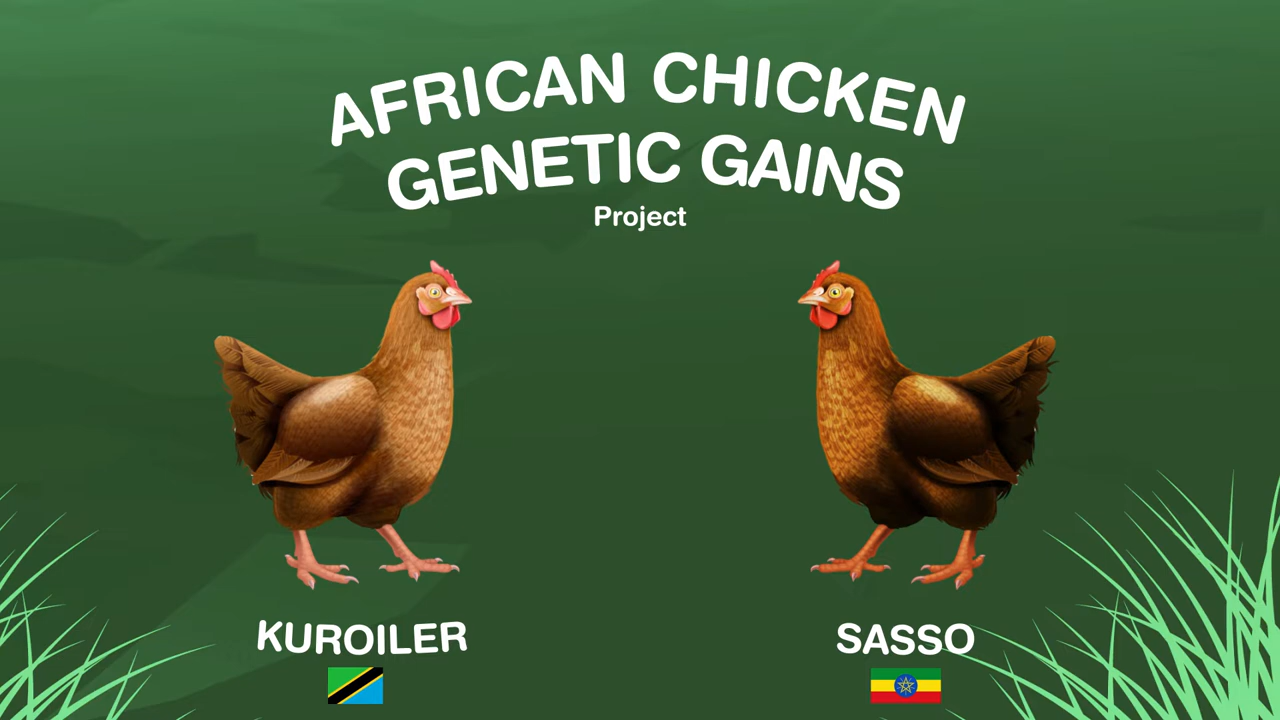 AFRICAN CHICKEN
GENETIC GAINS
Project
KUROILER
SASSO